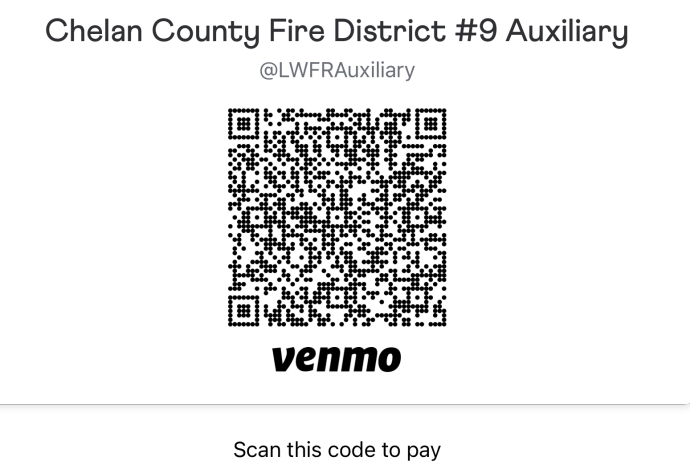 Chelan County Fire District #9 Auxiliary
@LWFRAuxiliary
venmo
Scan this code to pay